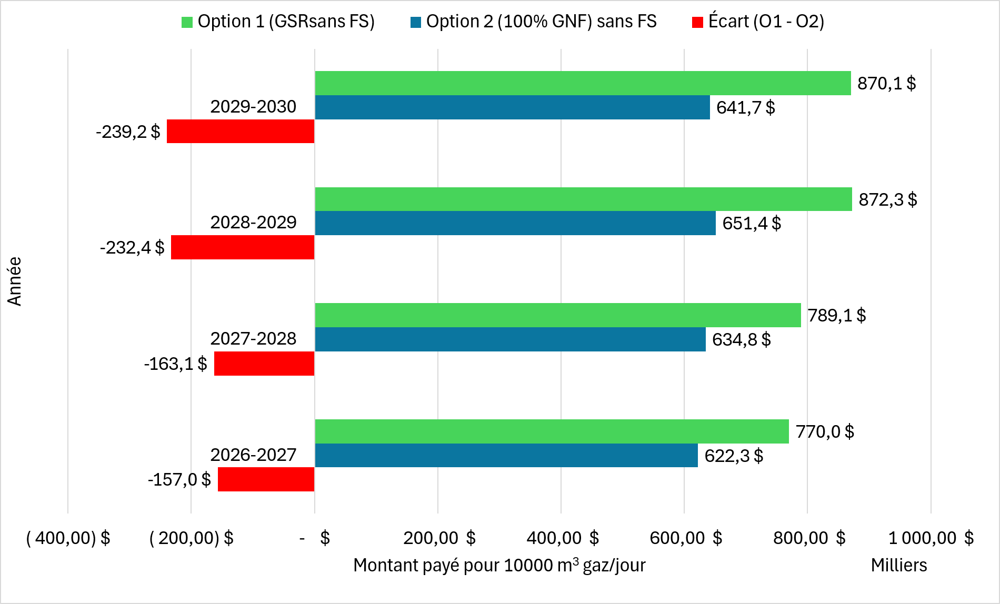 Option 1 (GSRsans FS) Option 2 (100% GNF) sans FS Écart (O1 - O2)
870,1 $
2029-2030 641,7 $
-239,2 $
872,3 $
2028-2029 651,4 $
-232,4 $
Année
789,1 $
2027-2028 634,8 $
-163,1 $
770,0 $
2026-2027 622,3 $
-157,0 $
( 400,00) $ ( 200,00) $ - $ 200,00 $ 400,00 $ 600,00 $ 800,00 $ 1 000,00 $
Montant payé pour 10000 m³ gaz/jour Milliers